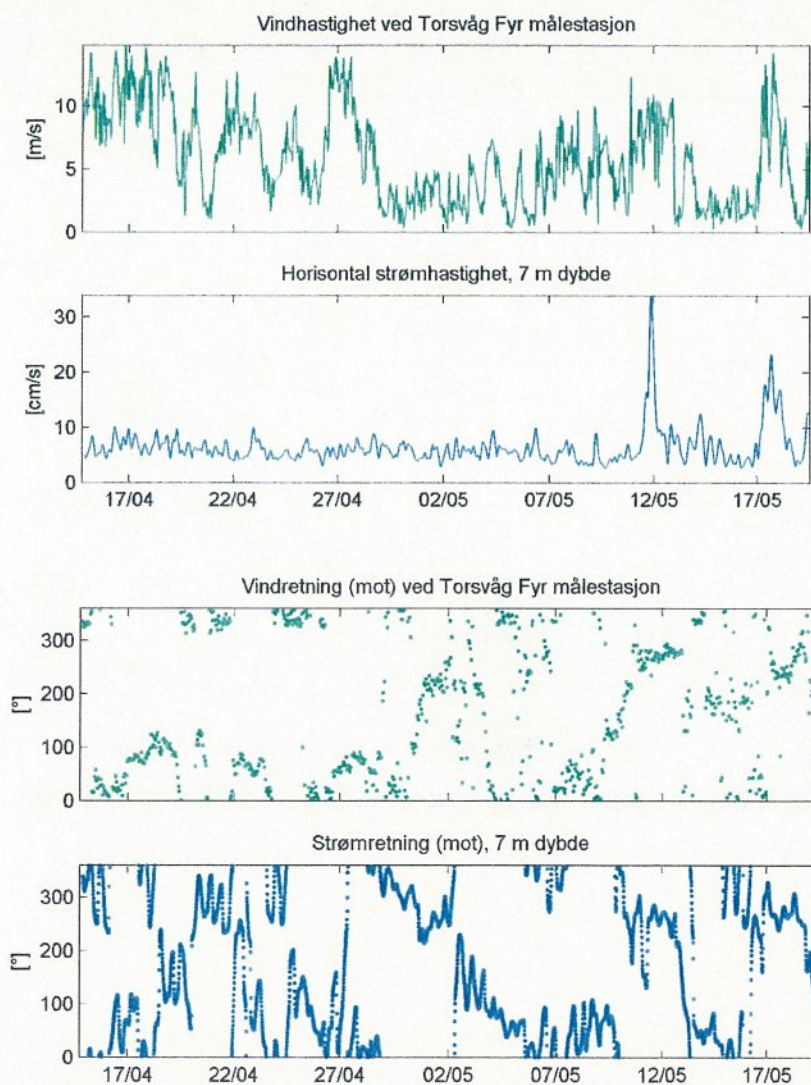 Vindhastighet ved Torsvåg Fyr målestasjon
[m/s]
10
5
0
Horisontal strømhastighet, 7 m dybde
[cm/s]
30
20
10
0
17/04 22/04 27/04 02/05 07/05 12/05 17/05
Vindretning (mot) ved Torsvåg Fyr målestasjon
[°]
300
200
100
0
Strømretning (mot), 7 m dybde
[°]
300
200
100
0
17/04 22/04 27/04 02/05 07/05 12/05 17/05